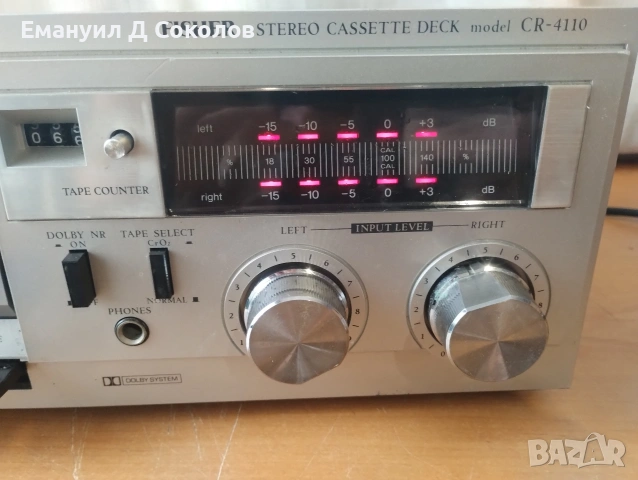 Емануил Д Соколов
FISHER STEREO CASSETTE DECK model CR-4110
left -15 -10 -5 0 +3 dB
% 18 30 55 CAL 100 CAL 140 %
right -15 -10 -5 0 +3 dB
TAPE COUNTER
DOLBY NR TAPE SELECT
ON CrO₂
NORMAL
LEFT INPUT LEVEL RIGHT
PHONES
DOLBY SYSTEM
BAZAR